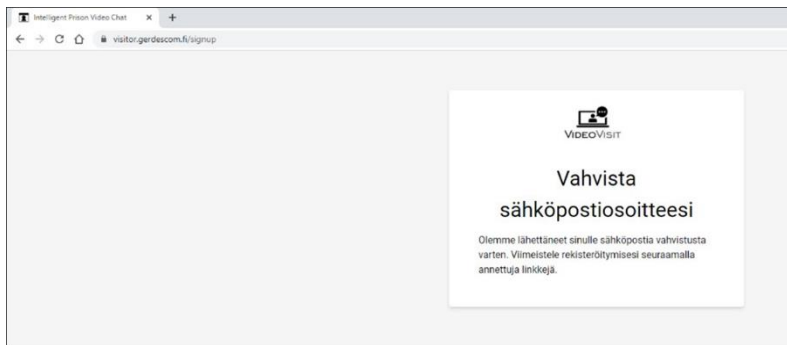 Intelligent Prison Video Chat
visitor.gerdescom.fi/signup
VIDEOVISIT
Vahvista
sähköpostiosoitteesi
Olemme lähettäneet sinulle sähköpostia vahvistusta
varten. Viimeistele rekisteröitymisesi seuraamalla
annettuja linkkejä.